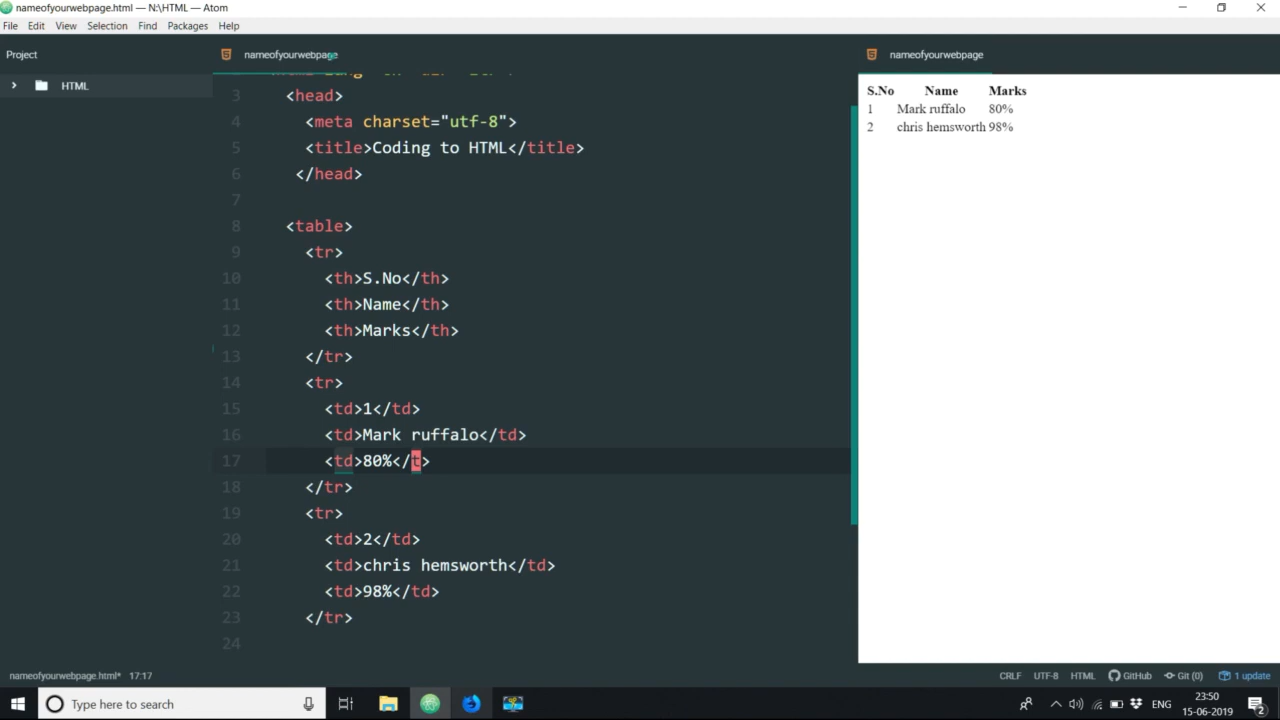 nameofyourwebpage.html — N:\HTML — Atom
File Edit View Selection Find Packages Help
Project
nameofyourwebpage
nameofyourwebpage
HTML
3 <head>
4 <meta charset="utf-8">
5 <title>Coding to HTML</title>
6 </head>
7
8 <table>
9 <tr>
10 <th>S.No</th>
11 <th>Name</th>
12 <th>Marks</th>
13 </tr>
14 <tr>
15 <td>1</td>
16 <td>Mark ruffalo</td>
17 <td>80%</t>
18 </tr>
19 <tr>
20 <td>2</td>
21 <td>chris hemsworth</td>
22 <td>98%</td>
23 </tr>
24
S.No Name Marks
1 Mark ruffalo 80%
2 chris hemsworth 98%
nameofyourwebpage.html* 17:17
CRLF UTF-8 HTML GitHub Git (0) 1 update
Type here to search
ENG
23:50
15-06-2019
2